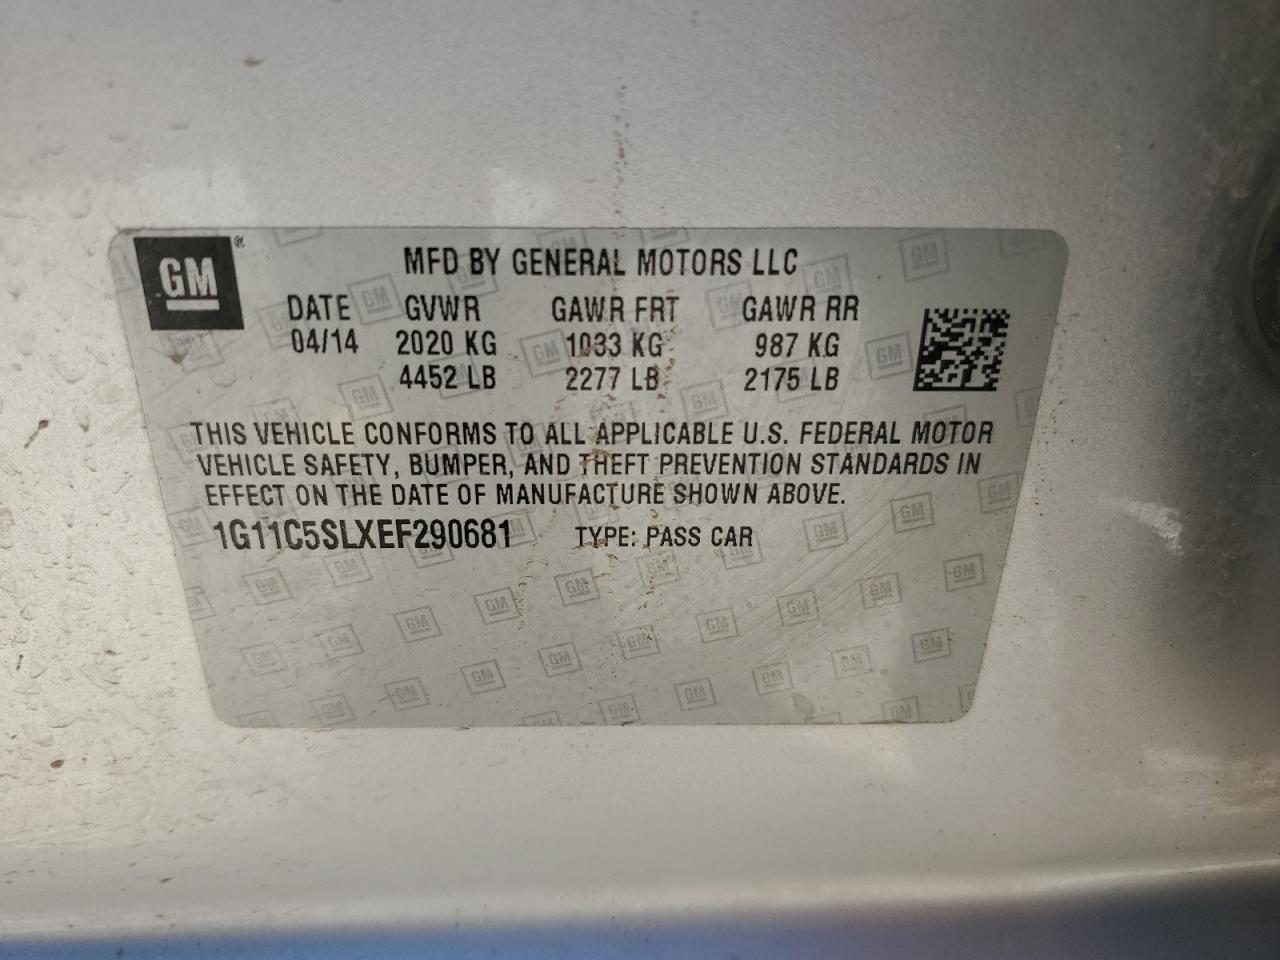 GM ®
MFD BY GENERAL MOTORS LLC
DATE GVWR GAWR FRT GAWR RR
04/14 2020 KG 1033 KG 987 KG
4452 LB 2277 LB 2175 LB
THIS VEHICLE CONFORMS TO ALL APPLICABLE U.S. FEDERAL MOTOR
VEHICLE SAFETY, BUMPER, AND THEFT PREVENTION STANDARDS IN
EFFECT ON THE DATE OF MANUFACTURE SHOWN ABOVE.
1G11C5SLXEF290681 TYPE: PASS CAR